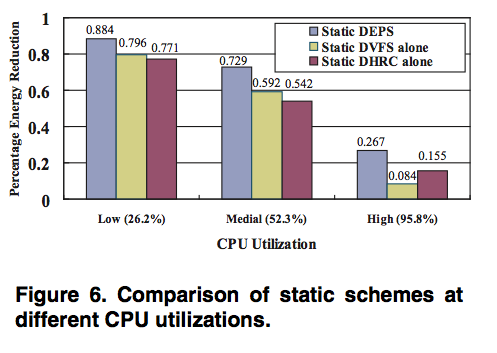 0.884
0.796
0.771
0.729
0.592
0.542
0.267
0.084
0.155
Static DEPS
Static DVFS alone
Static DHRC alone
Percentage Energy Reduction
1
0.8
0.6
0.4
0.2
0
Low (26.2%)
Medial (52.3%)
High (95.8%)
CPU Utilization
Figure 6. Comparison of static schemes at
different CPU utilizations.